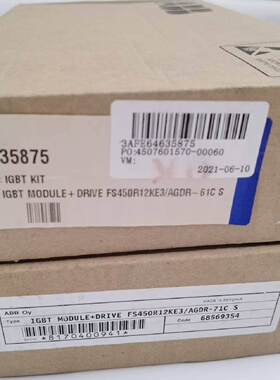 3AFE64635875
PO:4507601570-00060
VM:
2021-06-10
35875
: IGBT KIT
IGBT MODULE+DRIVE FS450R12KE3/AGDR-61C S
ABB Oy
Type
IGBT MODULE+DRIVE FS450R12KE3/AGDR-71C S
Code 68569354
*8170400941*